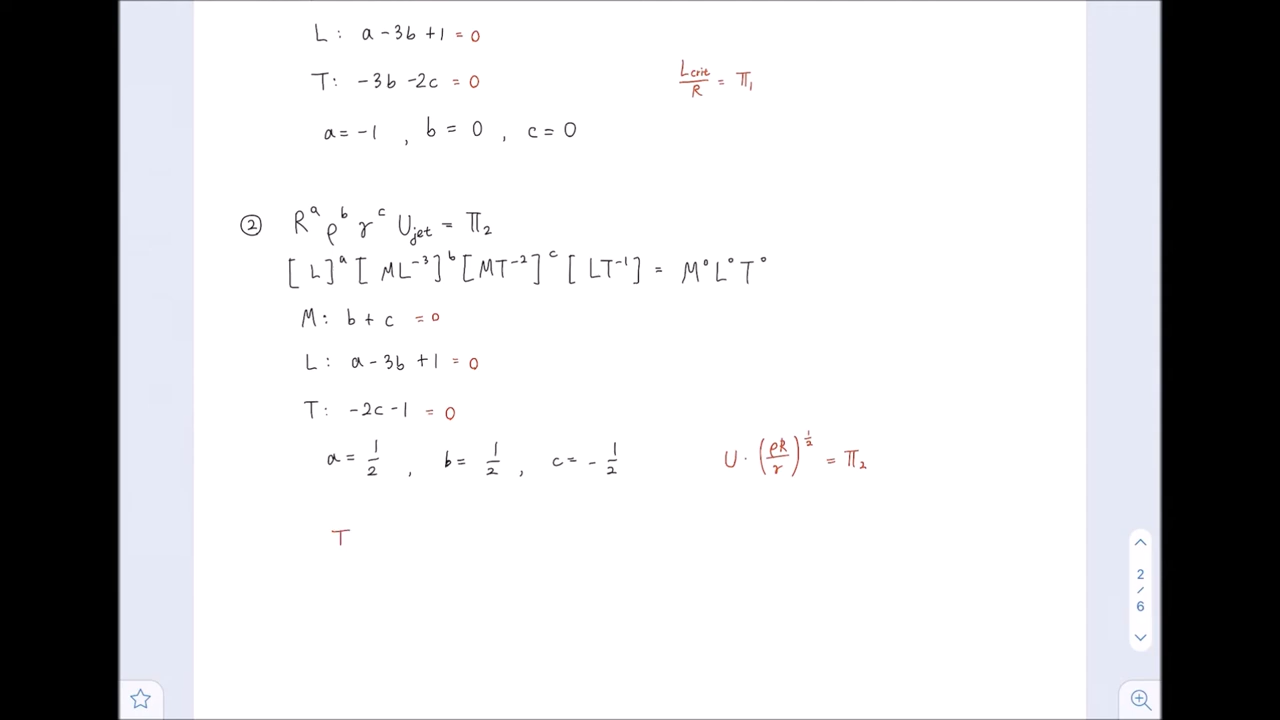 L: a - 3b + 1 = 0
T: -3b - 2c = 0
L_crit / R = Π₁
a = -1 , b = 0 , c = 0
② R^a ρ^b γ^c U_jet = Π₂
[L]^a [ML^-3]^b [MT^-2]^c [LT^-1] = M⁰L⁰T⁰
M: b + c = 0
L: a - 3b + 1 = 0
T: -2c - 1 = 0
a = 1/2 , b = 1/2 , c = - 1/2
U · (ρR/γ)^1/2 = Π₂
T
2
/
6